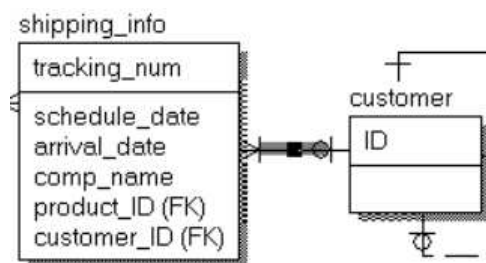 shipping_info
tracking_num
schedule_date
arrival_date
comp_name
product_ID (FK)
customer_ID (FK)
customer
ID